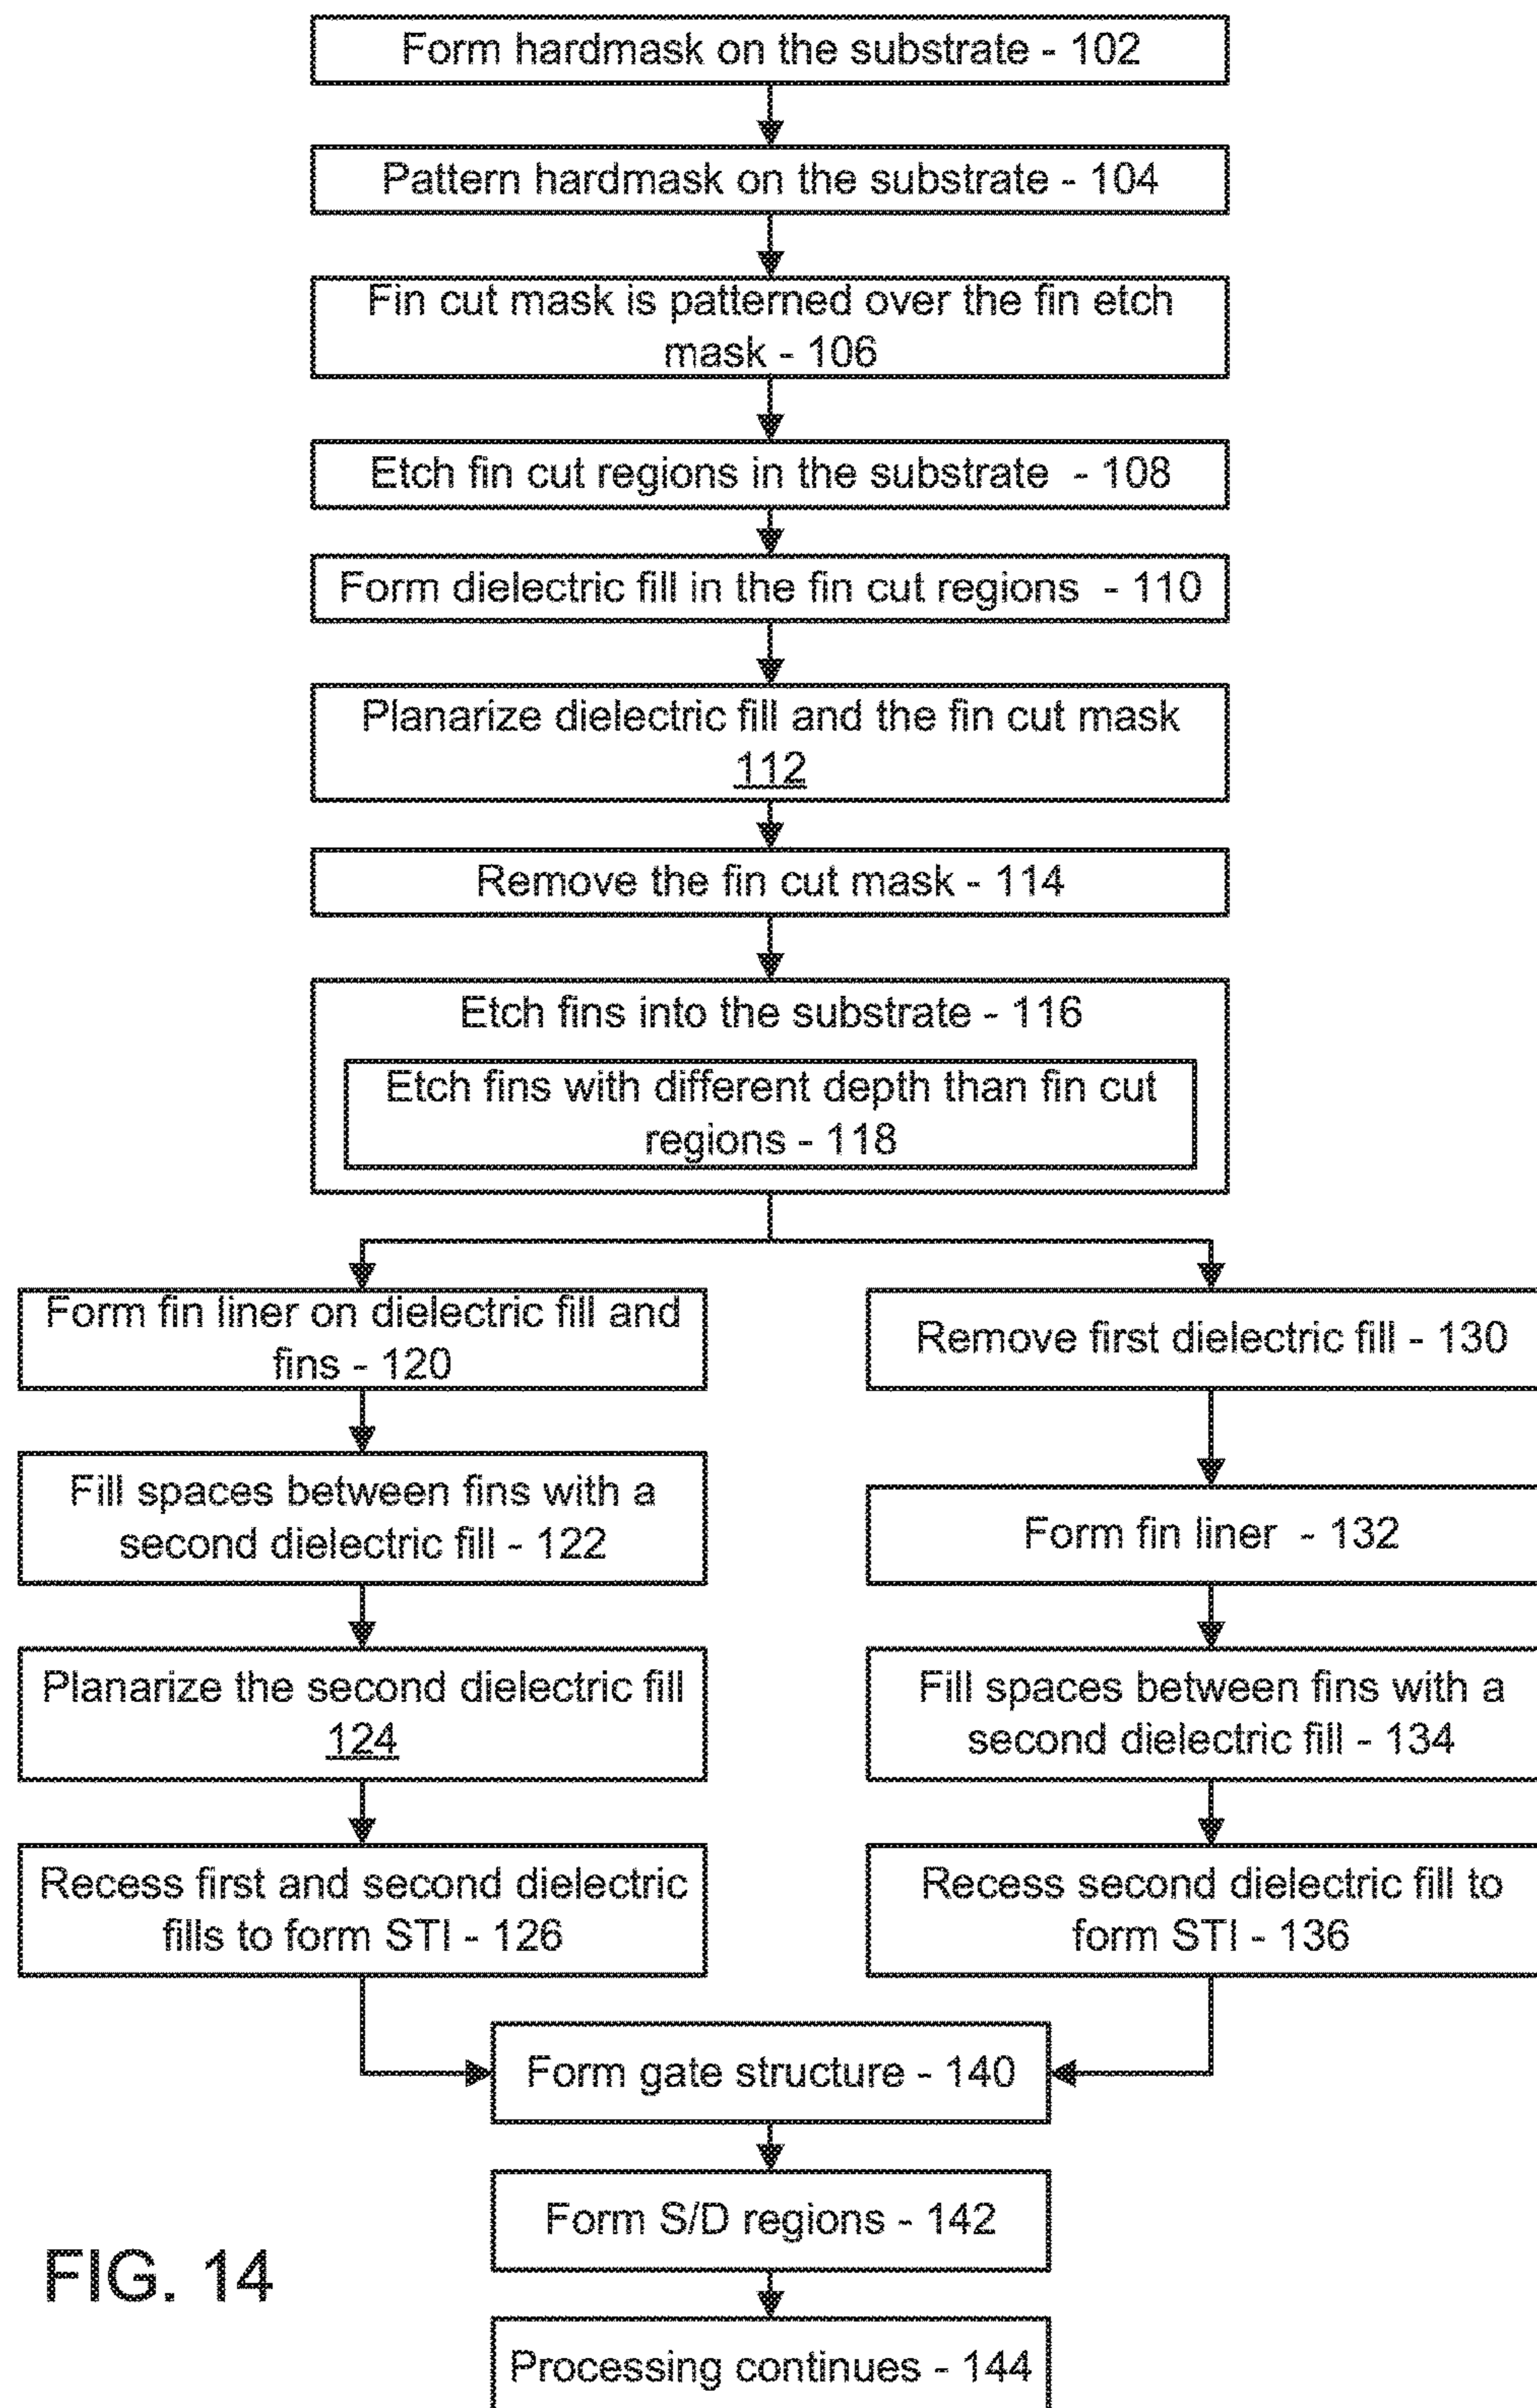 Form hardmask on the substrate - 102
Pattern hardmask on the substrate - 104
Fin cut mask is patterned over the fin etch
mask - 106
Etch fin cut regions in the substrate - 108
Form dielectric fill in the fin cut regions - 110
Planarize dielectric fill and the fin cut mask
112
Remove the fin cut mask - 114
Etch fins into the substrate - 116
Etch fins with different depth than fin cut
regions - 118
Form fin liner on dielectric fill and
fins - 120
Fill spaces between fins with a
second dielectric fill - 122
Planarize the second dielectric fill
124
Recess first and second dielectric
fills to form STI - 126
Remove first dielectric fill - 130
Form fin liner - 132
Fill spaces between fins with a
second dielectric fill - 134
Recess second dielectric fill to
form STI - 136
Form gate structure - 140
Form S/D regions - 142
Processing continues - 144
FIG. 14